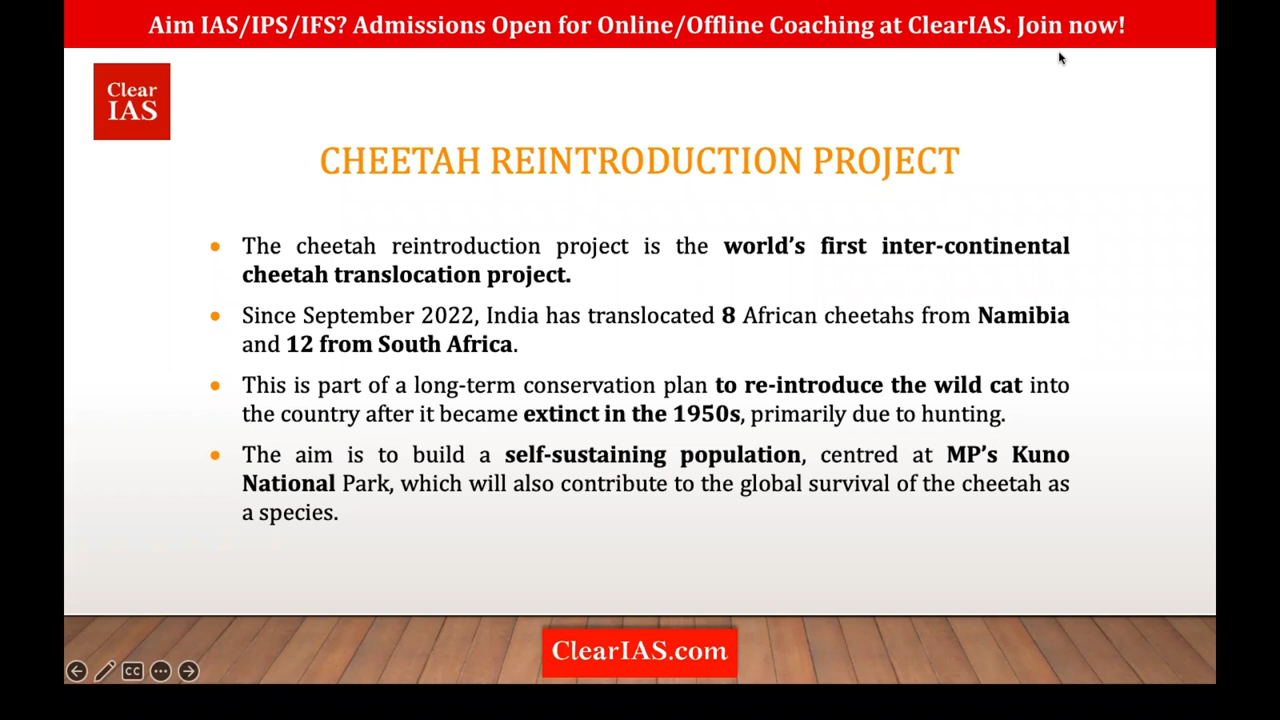 Aim IAS/IPS/IFS? Admissions Open for Online/Offline Coaching at ClearIAS. Join now!
Clear
IAS
CHEETAH REINTRODUCTION PROJECT
• The cheetah reintroduction project is the world's first inter-continental
cheetah translocation project.
• Since September 2022, India has translocated 8 African cheetahs from Namibia
and 12 from South Africa.
• This is part of a long-term conservation plan to re-introduce the wild cat into
the country after it became extinct in the 1950s, primarily due to hunting.
• The aim is to build a self-sustaining population, centred at MP's Kuno
National Park, which will also contribute to the global survival of the cheetah as
a species.
ClearIAS.com
CC